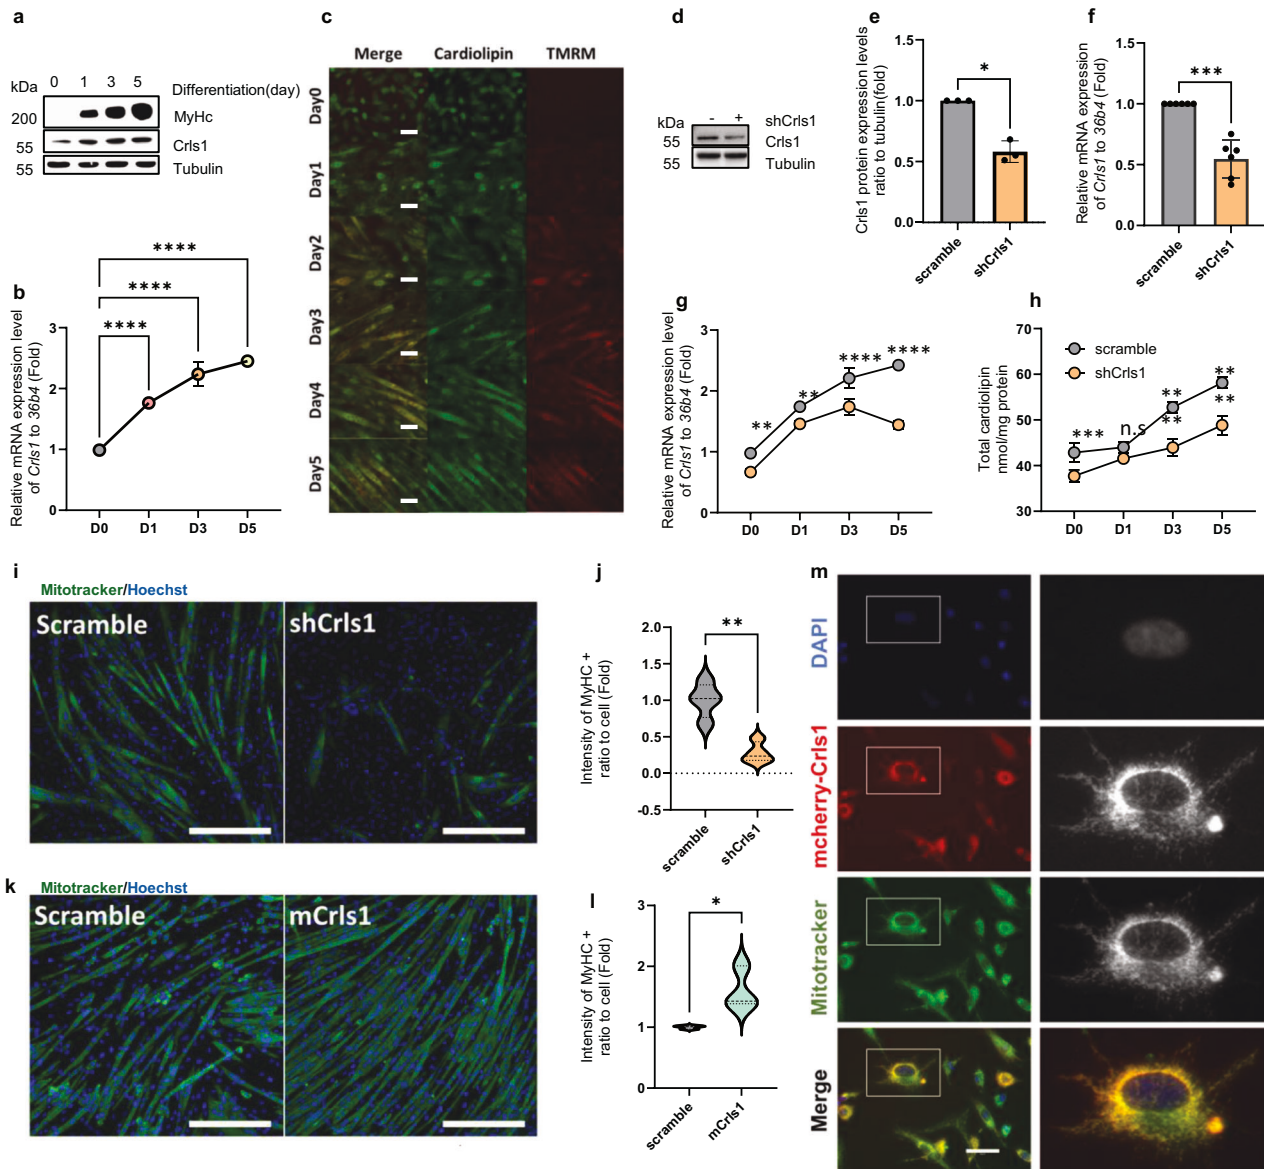 a
kDa 0 1 3 5 Differentiation(day)
200 MyHc
55 Crls1
55 Tubulin
b
**** 
****
****
Relative mRNA expression level
of Crls1 to 36b4 (Fold)
3
2
1
0
D0 D1 D3 D5
c
Merge Cardiolipin TMRM
Day0
Day1
Day2
Day3
Day4
Day5
d
kDa - + shCrls1
55 Crls1
55 Tubulin
e
Crls1 protein expression levels
ratio to tubulin(fold)
1.5
1.0
0.5
0.0
*
scramble shCrls1
f
Relative mRNA expression
of Crls1 to 36b4 (Fold)
1.5
1.0
0.5
0.0
***
scramble shCrls1
g
Relative mRNA expression level
of Crls1 to 36b4 (Fold)
3
2
1
0
** ** **** ****
D0 D1 D3 D5
h
Total cardiolipin
nmol/mg protein
70
60
50
40
30
scramble
shCrls1
*** n.s ** **
** **
D0 D1 D3 D5
i
Mitotracker/Hoechst
Scramble shCrls1
j
Intensity of MyHC +
ratio to cell (Fold)
2.0
1.5
1.0
0.5
0.0
-0.5
**
scramble shCrls1
k
Mitotracker/Hoechst
Scramble mCrls1
l
Intensity of MyHC +
ratio to cell (Fold)
3
2
1
0
*
scramble mCrls1
m
DAPI
mcherry-Crls1
Mitotracker
Merge